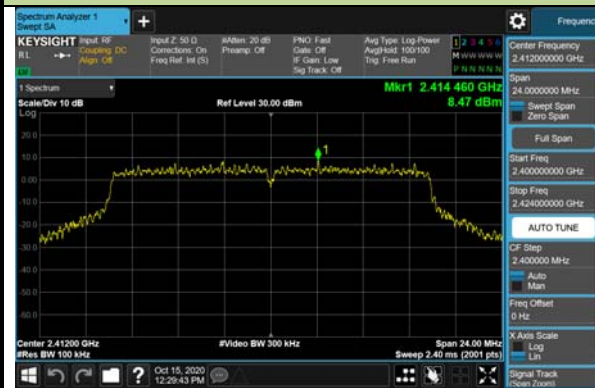 Spectrum Analyzer 1
Swept SA
Frequenc
KEYSIGHT
RL
Input: RF
Coupling: DC
Align: Off
Input Z: 50 Ω
Corrections: On
Freq Ref: Int (S)
#Atten: 20 dB
Preamp: Off
PNO: Fast
Gate: Off
IF Gain: Low
Sig Track: Off
Avg Type: Log-Power
Avg|Hold: 100/100
Trig: Free Run
1 2 3 4 5 6
M W W W W W
P N N N N N
1 Spectrum
Scale/Div 10 dB
Ref Level 30.00 dBm
Mkr1 2.414 460 GHz
8.47 dBm
Log
20.0
10.0
0.00
-10.0
-20.0
-30.0
-40.0
-50.0
-60.0
1
Center 2.41200 GHz
#Res BW 100 kHz
#Video BW 300 kHz
Span 24.00 MHz
Sweep 2.40 ms (2001 pts)
Center Frequency
2.412000000 GHz
Span
24.0000000 MHz
Swept Span
Zero Span
Full Span
Start Freq
2.400000000 GHz
Stop Freq
2.424000000 GHz
AUTO TUNE
CF Step
2.400000 MHz
Auto
Man
Freq Offset
0 Hz
X Axis Scale
Log
Lin
Signal Track
(Span Zoom)
Oct 15, 2020
12:29:43 PM